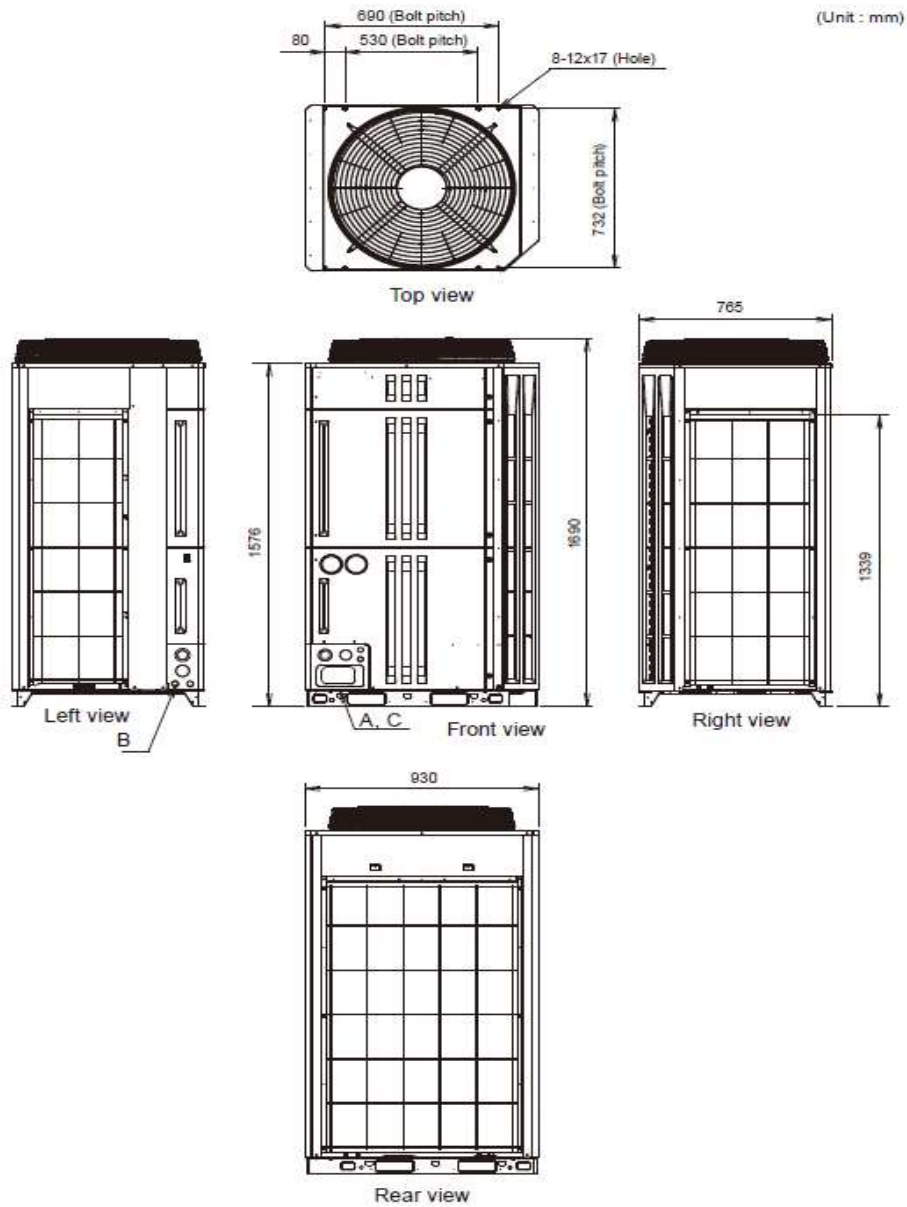 690 (Bolt pitch)
(Unit : mm)
80
530 (Bolt pitch)
8-12x17 (Hole)
732 (Bolt pitch)
Top view
765
1576
1690
1339
Left view
B
A, C
Front view
Right view
930
Rear view